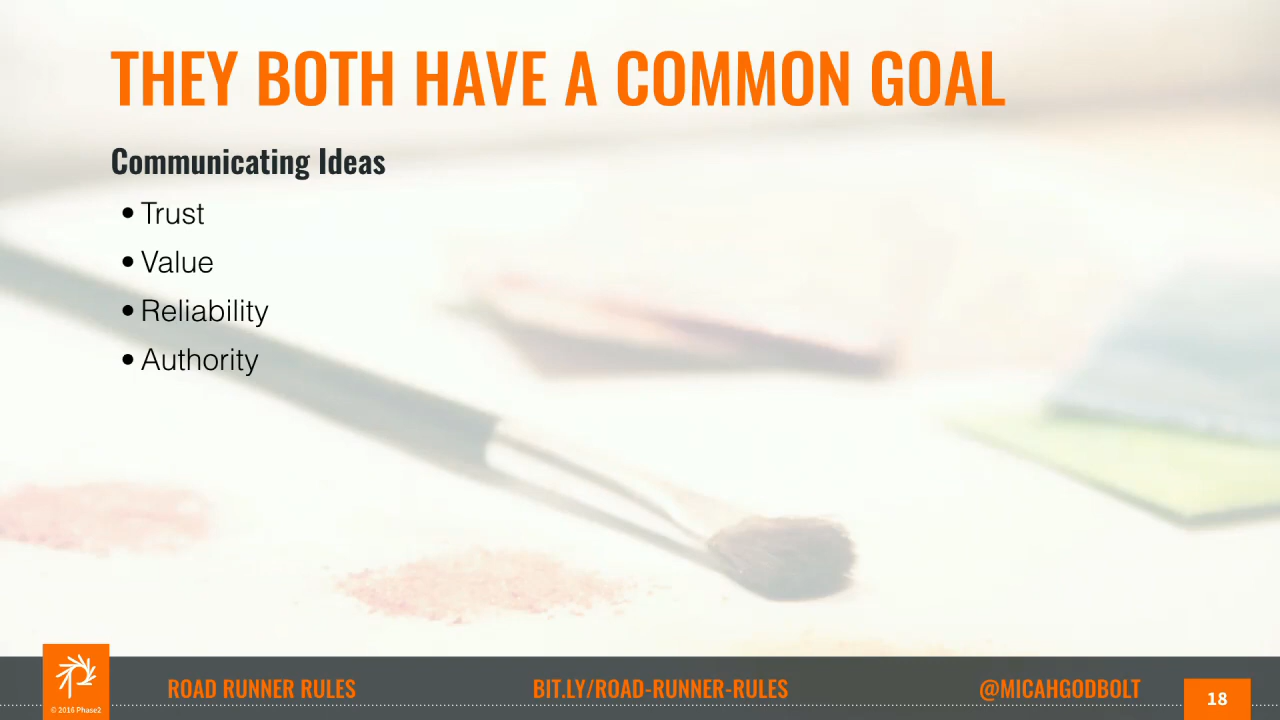 THEY BOTH HAVE A COMMON GOAL
Communicating Ideas
• Trust
• Value
• Reliability
• Authority
© 2016 Phase2
ROAD RUNNER RULES
BIT.LY/ROAD-RUNNER-RULES
@MICAHGODBOLT
18